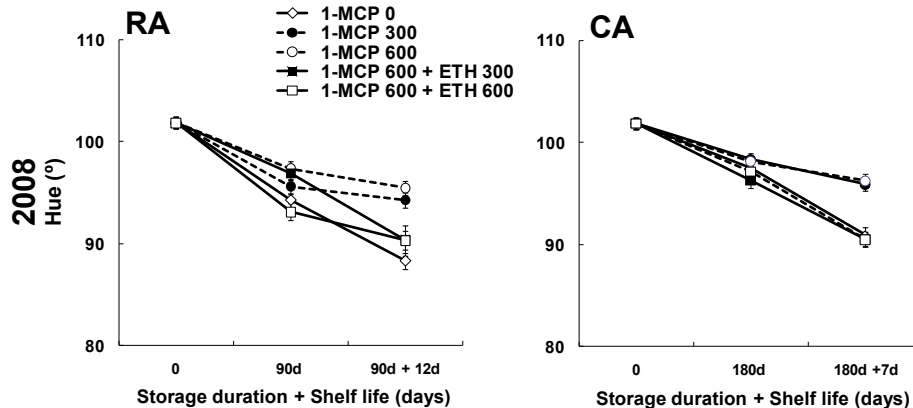 RA
1-MCP 0
1-MCP 300
1-MCP 600
1-MCP 600 + ETH 300
1-MCP 600 + ETH 600
110
100
90
80
2008
Hue (º)
0
90d
90d + 12d
Storage duration + Shelf life (days)
CA
110
100
90
80
0
180d
180d +7d
Storage duration + Shelf life (days)